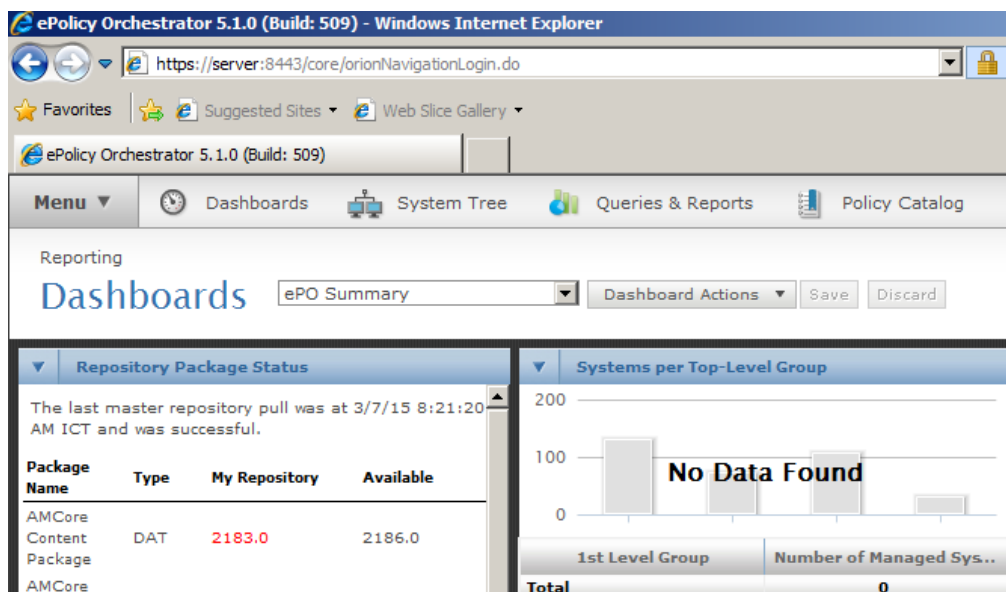 ePolicy Orchestrator 5.1.0 (Build: 509) - Windows Internet Explorer
https://server:8443/core/orionNavigationLogin.do
Favorites Suggested Sites Web Slice Gallery
ePolicy Orchestrator 5.1.0 (Build: 509)
Menu Dashboards System Tree Queries & Reports Policy Catalog
Reporting
Dashboards ePO Summary Dashboard Actions Save Discard
Repository Package Status
The last master repository pull was at 3/7/15 8:21:20
AM ICT and was successful.
Package
Name Type My Repository Available
AMCore
Content DAT 2183.0 2186.0
Package
AMCore
Systems per Top-Level Group
200
100
No Data Found
0
1st Level Group Number of Managed Sys...
Total 0